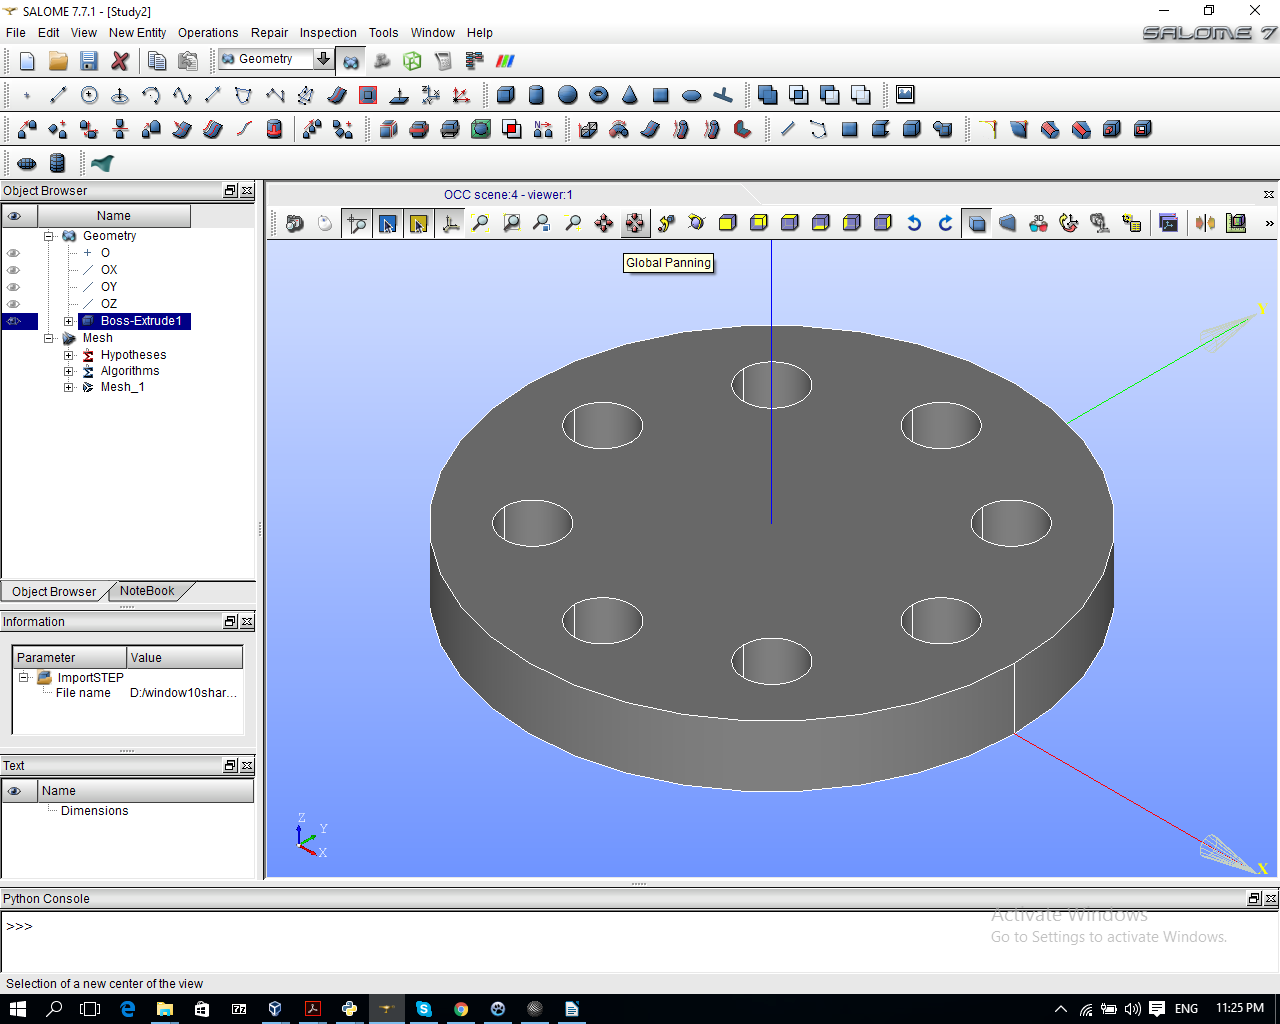 SALOME 7.7.1 - [Study2]
File Edit View New Entity Operations Repair Inspection Tools Window Help
SALOME 7
Geometry
Object Browser
OCC scene:4 - viewer:1
Name
Geometry
O
OX
OY
OZ
Boss-Extrude1
Mesh
Hypotheses
Algorithms
Mesh_1
3D
»
Global Panning
Y
X
Z
Y
X
Object Browser NoteBook
Information
Parameter Value
ImportSTEP
File name D:/window10shar...
Text
Name
Dimensions
Python Console
>>>
Activate Windows
Go to Settings to activate Windows.
Selection of a new center of the view
ENG 11:25 PM